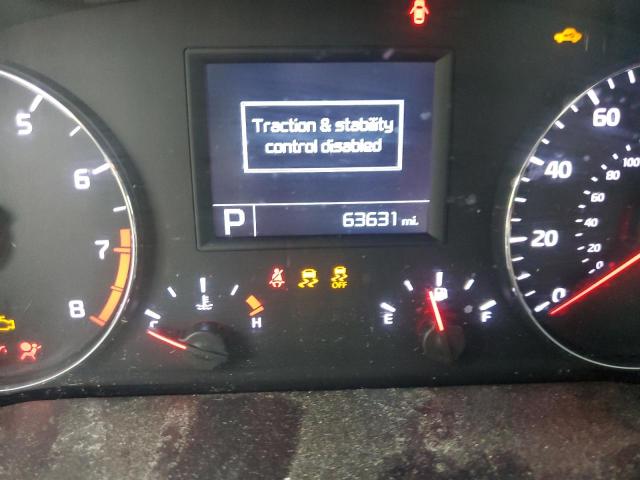 Traction & stability
control disabled
P 63631 mi.
5
6
7
8
C H
OFF
E F
60
40
20
0
100
80
60
40
20
0